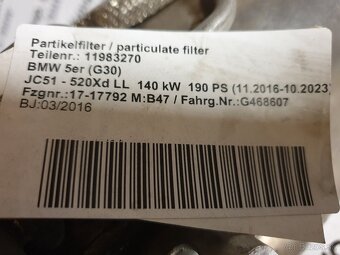 Partikelfilter / particulate filter
Teilenr.: 11983270
BMW 5er (G30)
JC51 - 520Xd LL 140 kW 190 PS (11.2016-10.2023)
Fzgnr.:17-17792 M:B47 / Fahrg.Nr.:G468607
BJ:03/2016